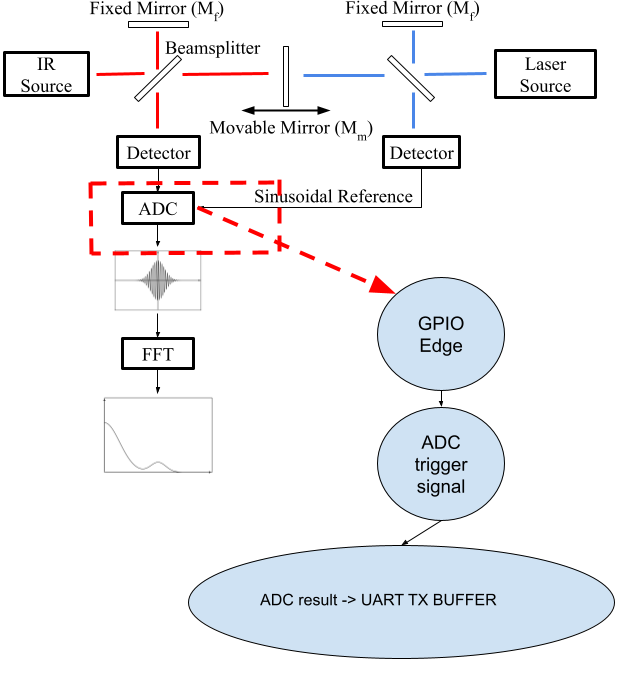 Fixed Mirror (Mf)
Fixed Mirror (Mf)
Beamsplitter
IR
Source
Laser
Source
Movable Mirror (Mm)
Detector
Detector
Sinusoidal Reference
ADC
GPIO
Edge
FFT
ADC
trigger
signal
ADC result -> UART TX BUFFER